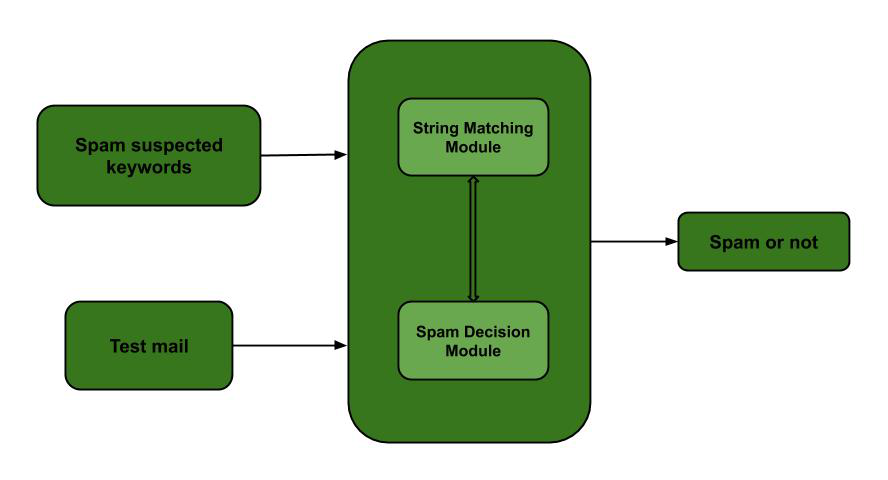 Spam suspected
keywords
String Matching
Module
Spam or not
Test mail
Spam Decision
Module